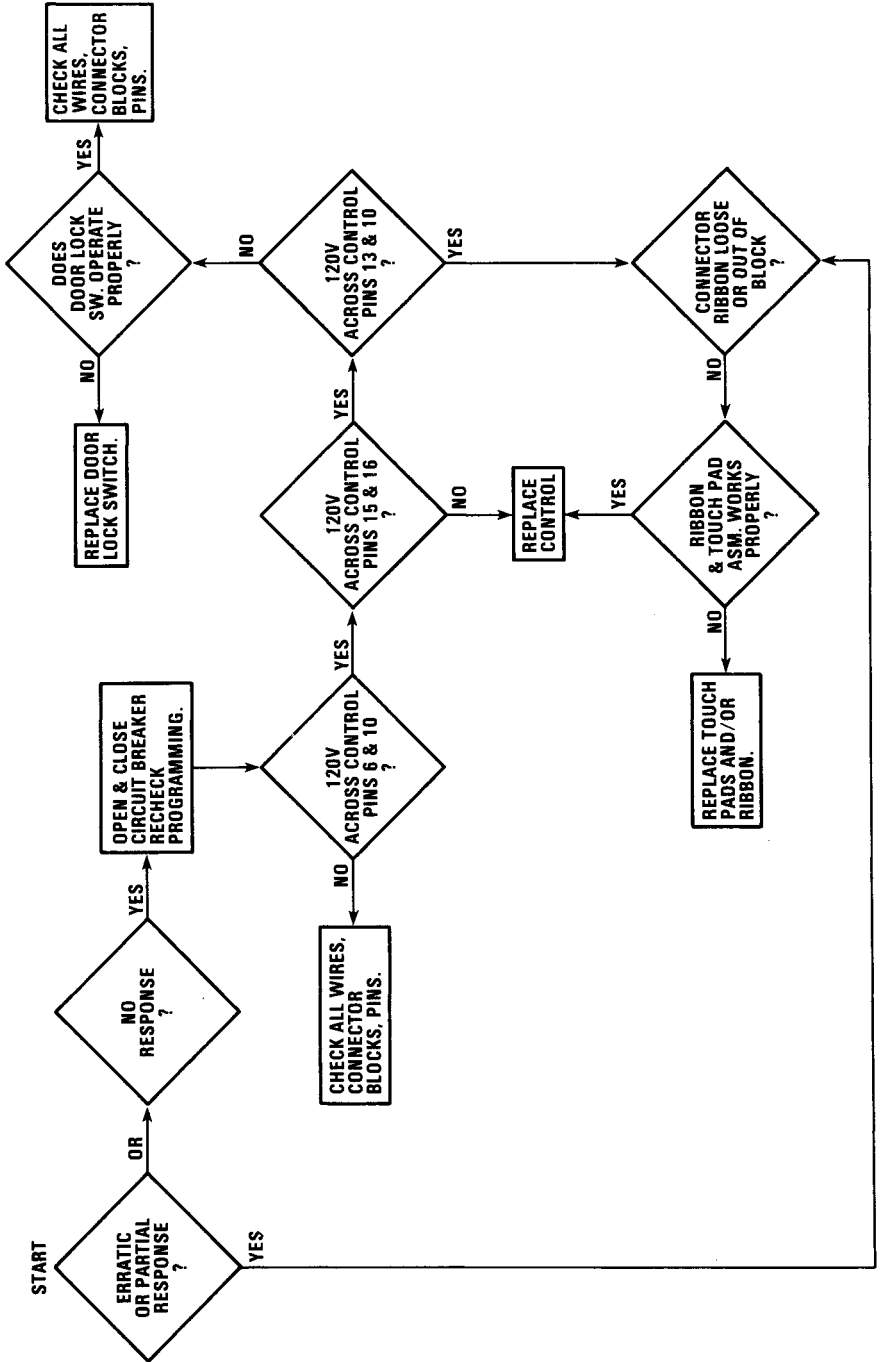 START
ERRATIC
OR PARTIAL
RESPONSE
?
OR
YES
NO
RESPONSE
?
YES
OPEN & CLOSE
CIRCUIT BREAKER
RECHECK
PROGRAMMING.
120V
ACROSS CONTROL
PINS 6 & 10
?
NO
CHECK ALL WIRES,
CONNECTOR
BLOCKS, PINS.
YES
120V
ACROSS CONTROL
PINS 15 & 16
?
NO
REPLACE
CONTROL
YES
120V
ACROSS CONTROL
PINS 13 & 10
?
NO
DOES
DOOR LOCK
SW. OPERATE
PROPERLY
?
NO
REPLACE DOOR
LOCK SWITCH.
YES
CHECK ALL
WIRES,
CONNECTOR
BLOCKS,
PINS.
YES
CONNECTOR
RIBBON LOOSE
OR OUT OF
BLOCK
?
NO
RIBBON
& TOUCH PAD
ASM. WORKS
PROPERLY
?
YES
NO
REPLACE TOUCH
PADS AND/OR
RIBBON.